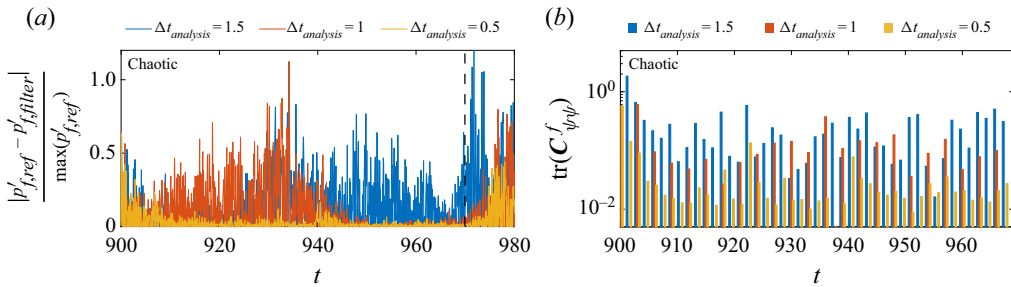 (a)
Δt_analysis = 1.5 Δt_analysis = 1 Δt_analysis = 0.5
Chaotic
|p′_f,ref − p′_f,filter|
max(p′_f,ref)
1.0
0.5
0
900 920 940 960 980
t
(b)
Δt_analysis = 1.5 Δt_analysis = 1 Δt_analysis = 0.5
Chaotic
tr(C^f_ψψ)
10^0
10^−2
900 910 920 930 940 950 960
t